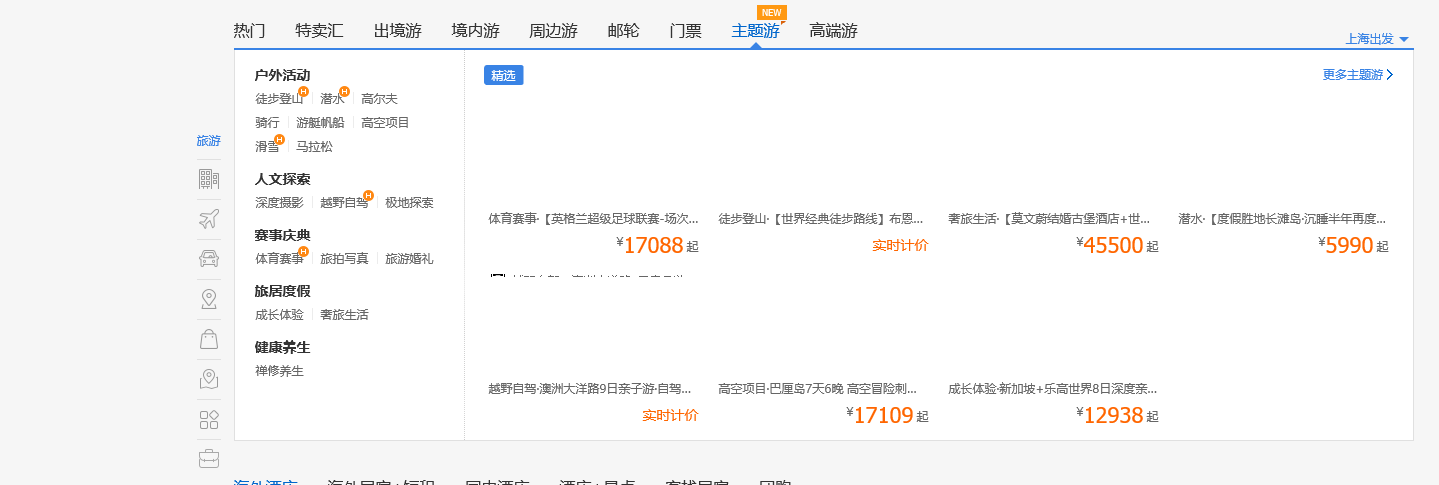 NEW
热门 特卖汇 出境游 境内游 周边游 邮轮 门票 主题游 高端游
上海出发
旅游
户外活动
徒步登山 H 潜水 H 高尔夫
骑行 游艇帆船 高空项目
滑雪 H 马拉松
人文探索
深度摄影 越野自驾 H 极地探索
赛事庆典
体育赛事 H 旅拍写真 旅游婚礼
旅居度假
成长体验 奢旅生活
健康养生
禅修养生
精选
更多主题游
体育赛事·【英格兰超级足球联赛-场次...
¥17088 起
徒步登山·【世界经典徒步路线】布恩...
实时计价
奢旅生活·【莫文蔚结婚古堡酒店+世...
¥45500 起
潜水·【度假胜地长滩岛·沉睡半年再度...
¥5990 起
越野自驾·澳洲大洋路9日亲子游·自驾...
实时计价
高空项目·巴厘岛7天6晚 高空冒险刺...
¥17109 起
成长体验·新加坡+乐高世界8日深度亲...
¥12938 起